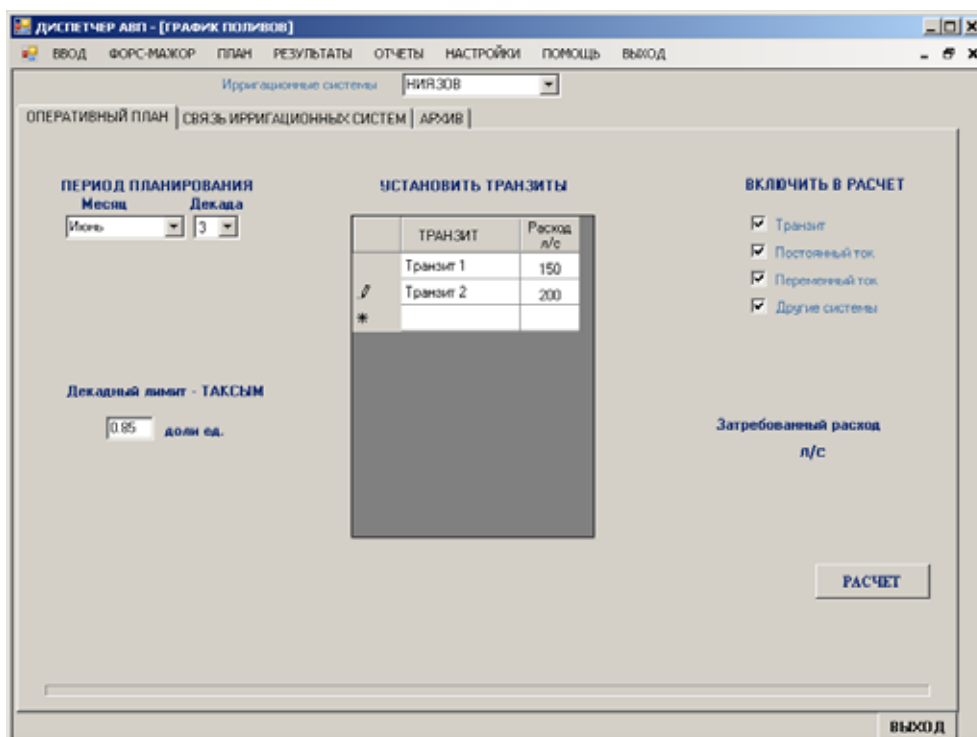 ДИСПЕТЧЕР АВП - [ГРАФИК ПОЛИВОВ]
ВВОД ФОРС-МАЖОР ПЛАН РЕЗУЛЬТАТЫ ОТЧЕТЫ НАСТРОЙКИ ПОМОЩЬ ВЫХОД
Ирригационные системы НИЯЗОВ
ОПЕРАТИВНЫЙ ПЛАН СВЯЗЬ ИРРИГАЦИОННЫХ СИСТЕМ АРХИВ
ПЕРИОД ПЛАНИРОВАНИЯ
Месяц Декада
Июнь 3
УСТАНОВИТЬ ТРАНЗИТЫ
ТРАНЗИТ Расход л/с
Транзит 1 150
Транзит 2 200
ВКЛЮЧИТЬ В РАСЧЕТ
Транзит
Постоянный ток
Переменный ток
Другие системы
Декадный лимит - ТАКСЫМ
0.85 доли ед.
Затребованный расход
л/с
РАСЧЕТ
ВЫХОД